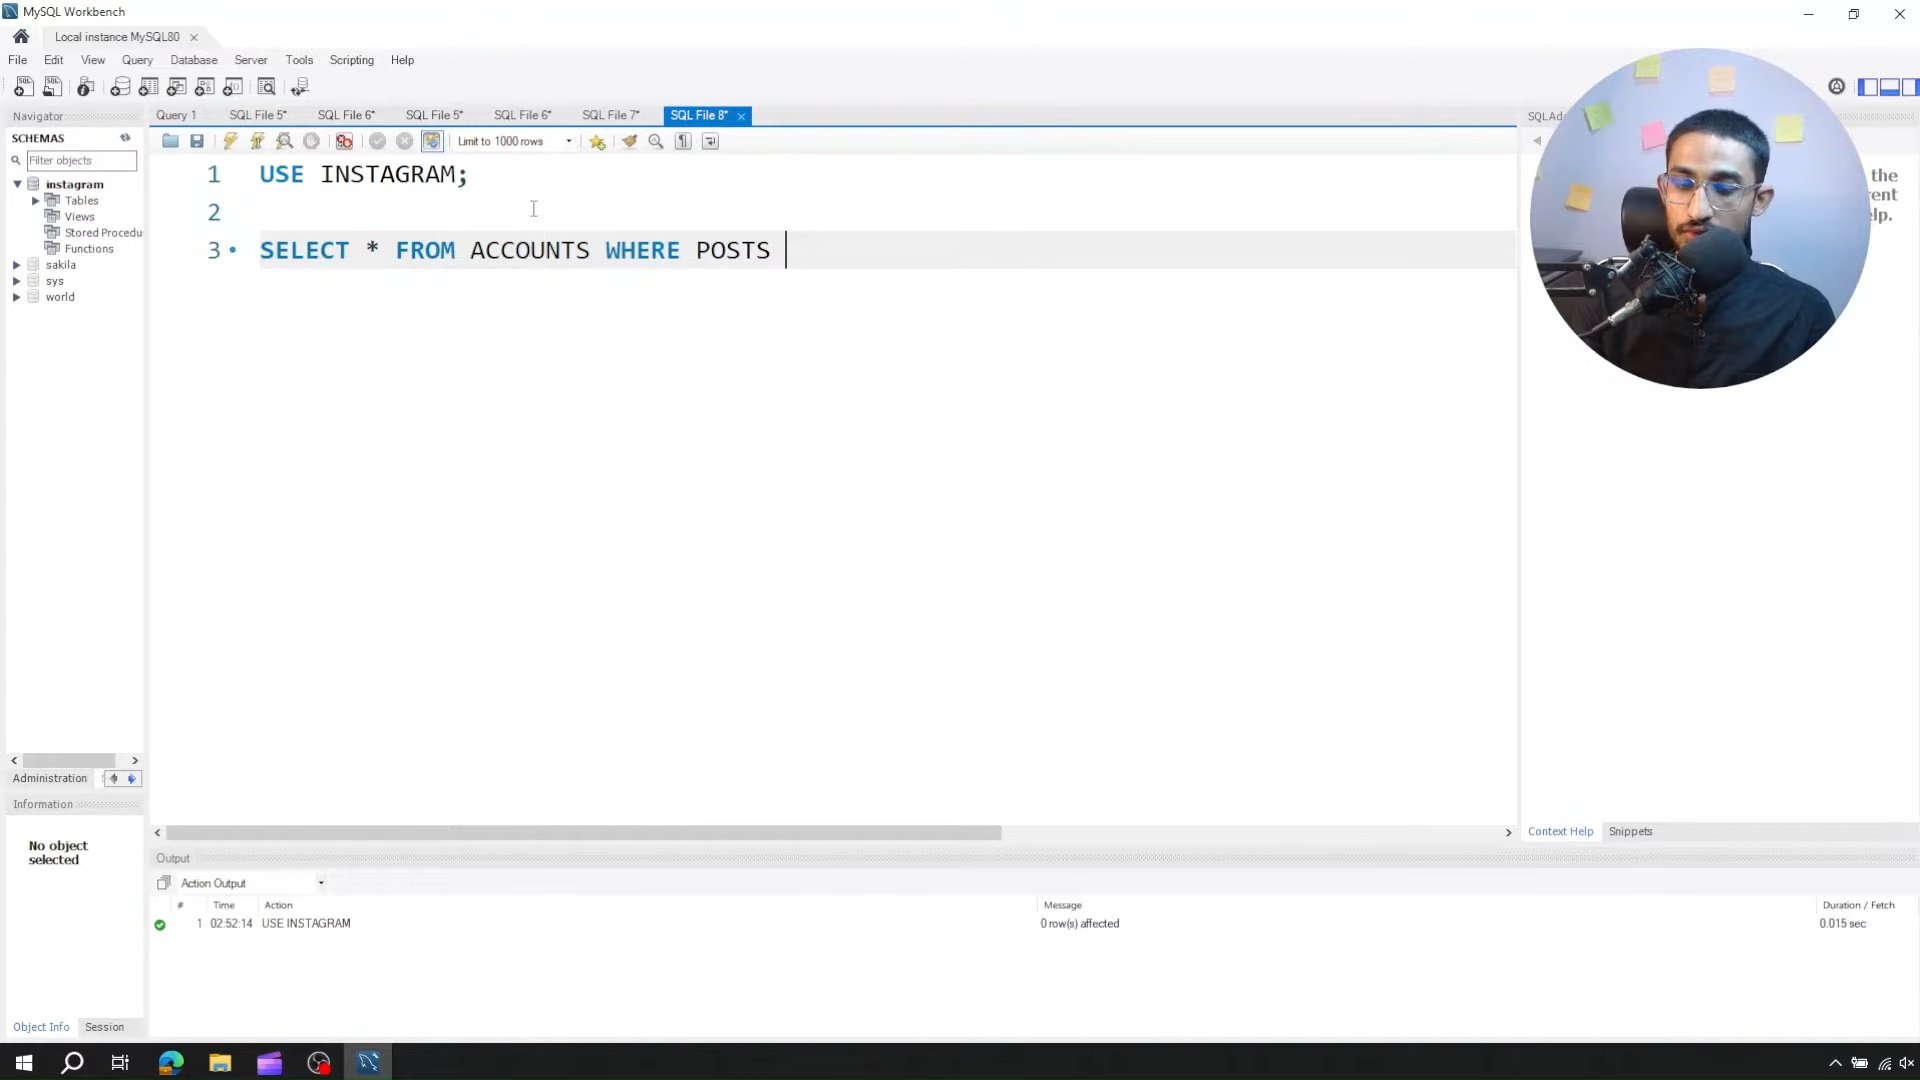 MySQL Workbench
Local instance MySQL80
File Edit View Query Database Server Tools Scripting Help
Navigator
Query 1 SQL File 5* SQL File 6* SQL File 5* SQL File 6* SQL File 7* SQL File 8*
SCHEMAS
Limit to 1000 rows
Filter objects
instagram
Tables
Views
Stored Procedu
Functions
sakila
sys
world
1 USE INSTAGRAM;
2
3 SELECT * FROM ACCOUNTS WHERE POSTS
the
elp.
Administration
Information
No object
selected
Object Info Session
Context Help Snippets
Output
Action Output
# Time Action Message Duration / Fetch
1 02:52:14 USE INSTAGRAM 0 row(s) affected 0.015 sec